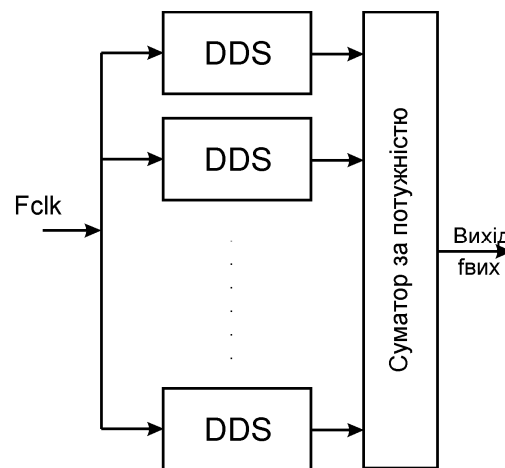 DDS
DDS
Fclk
Суматор за потужністю
Вихід
fвих
DDS